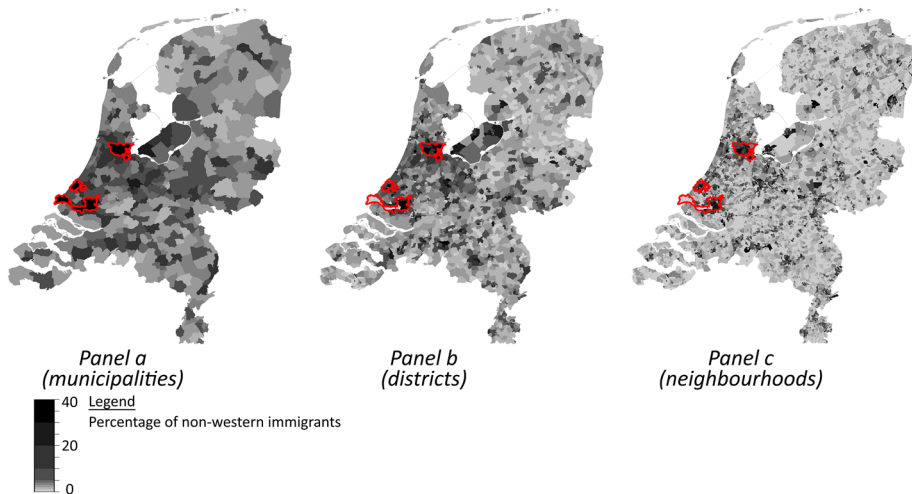 Panel a
(municipalities)
Panel b
(districts)
Panel c
(neighbourhoods)
40
20
0
Legend
Percentage of non-western immigrants